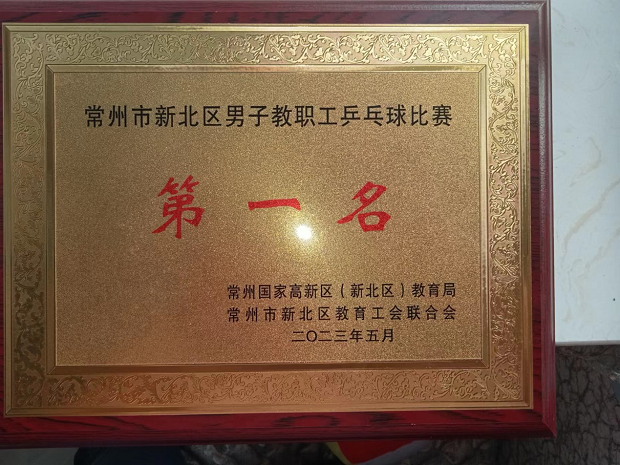 常州市新北区男子教职工乒乓球比赛
第一名
常州国家高新区(新北区)教育局
常州市新北区教育工会联合会
二〇二三年五月